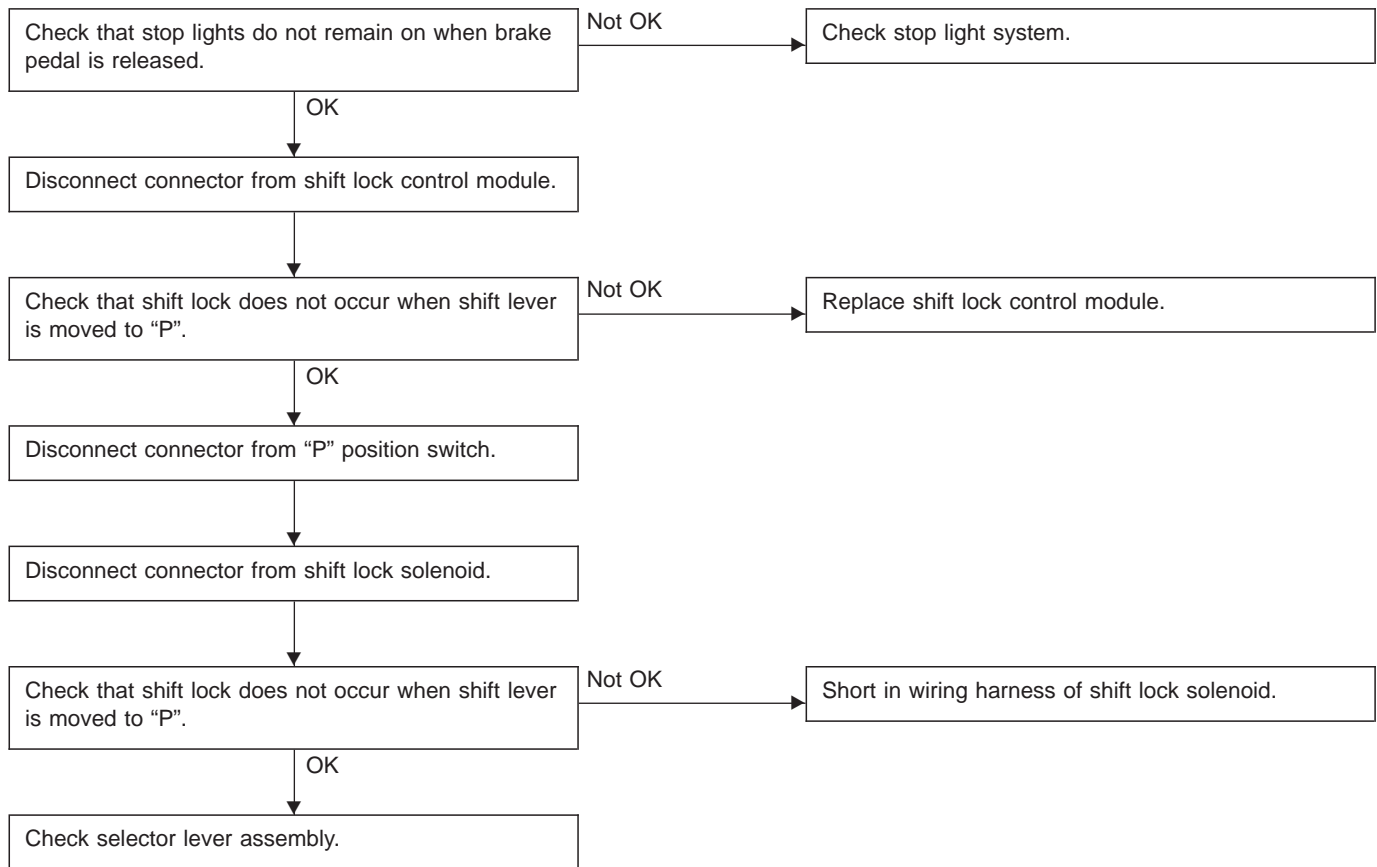 Check that stop lights do not remain on when brake
pedal is released.
Not OK
Check stop light system.
OK
Disconnect connector from shift lock control module.
Check that shift lock does not occur when shift lever
is moved to “P”.
Not OK
Replace shift lock control module.
OK
Disconnect connector from “P” position switch.
Disconnect connector from shift lock solenoid.
Check that shift lock does not occur when shift lever
is moved to “P”.
Not OK
Short in wiring harness of shift lock solenoid.
OK
Check selector lever assembly.